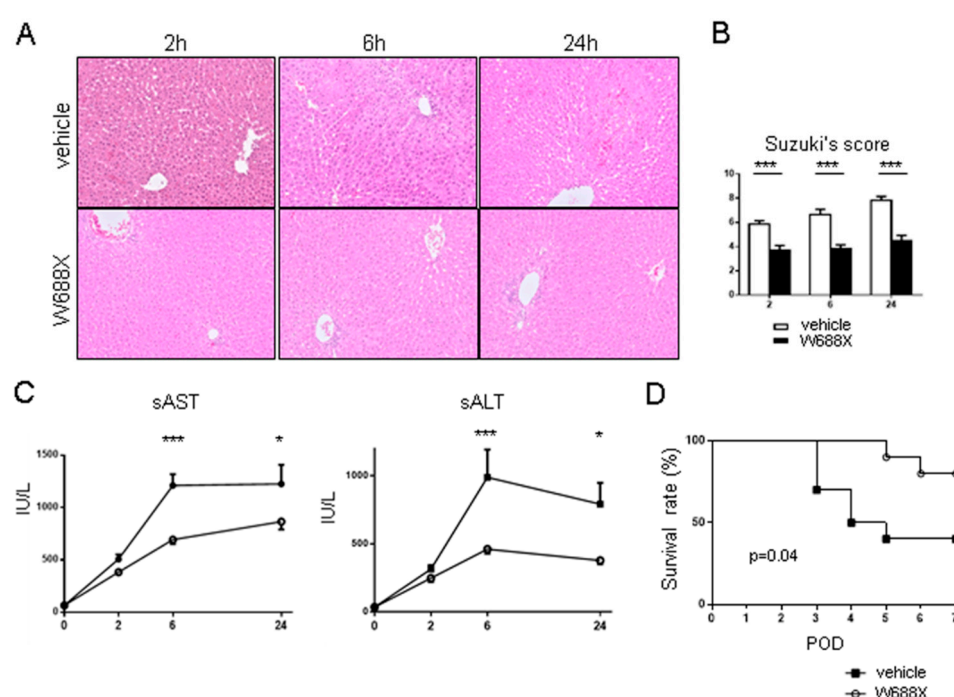 A
2h 6h 24h
vehicle
W688X
B
Suzuki's score
*** *** ***
10
8
6
4
2
0
2 6 24
vehicle
W688X
C
sAST
*** *
IU/L
1500
1000
500
0
0 2 6 24
sALT
*** *
IU/L
1000
500
0
0 2 6 24
D
Survival rate (%)
100
50
0
p=0.04
0 1 2 3 4 5 6 7
POD
vehicle
W688X